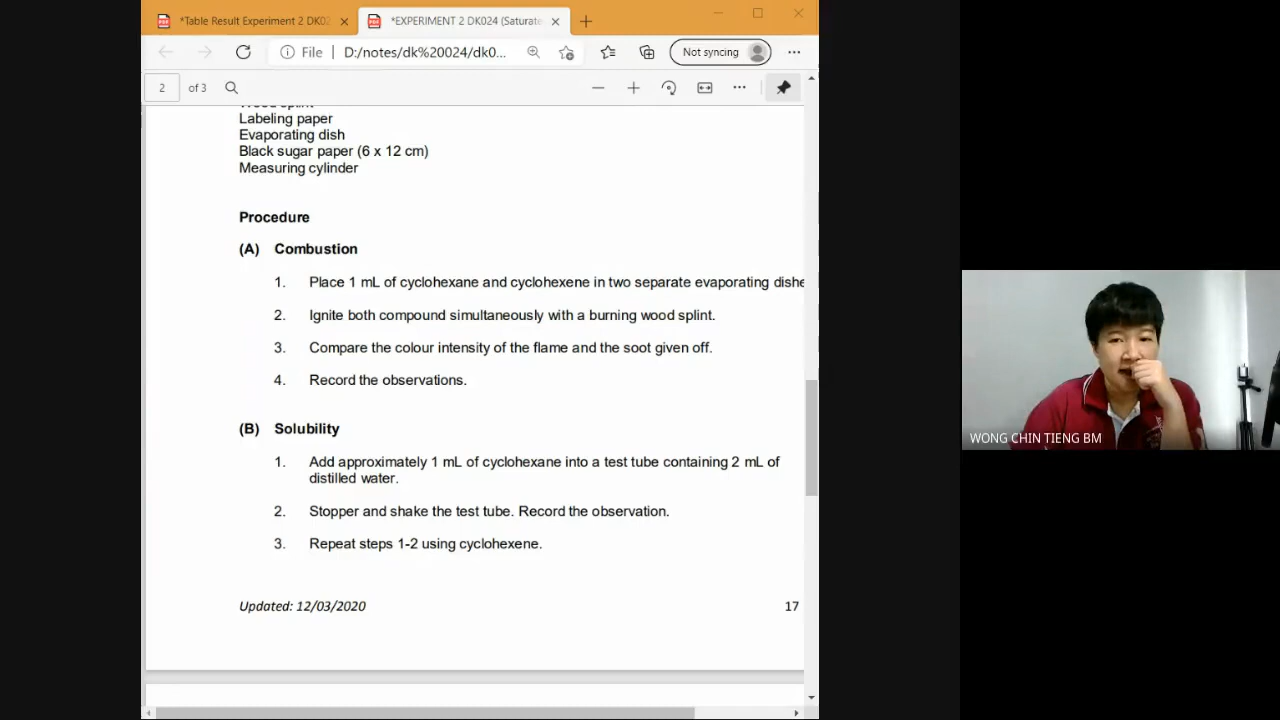 *Table Result Experiment 2 DK02
*EXPERIMENT 2 DK024 (Saturate
File
D:/notes/dk%20024/dk0...
Not syncing
2 of 3
Wood splint
Labeling paper
Evaporating dish
Black sugar paper (6 x 12 cm)
Measuring cylinder
Procedure
(A) Combustion
1. Place 1 mL of cyclohexane and cyclohexene in two separate evaporating dishe
2. Ignite both compound simultaneously with a burning wood splint.
3. Compare the colour intensity of the flame and the soot given off.
4. Record the observations.
(B) Solubility
1. Add approximately 1 mL of cyclohexane into a test tube containing 2 mL of
distilled water.
2. Stopper and shake the test tube. Record the observation.
3. Repeat steps 1-2 using cyclohexene.
Updated: 12/03/2020 17
WONG CHIN TIENG BM